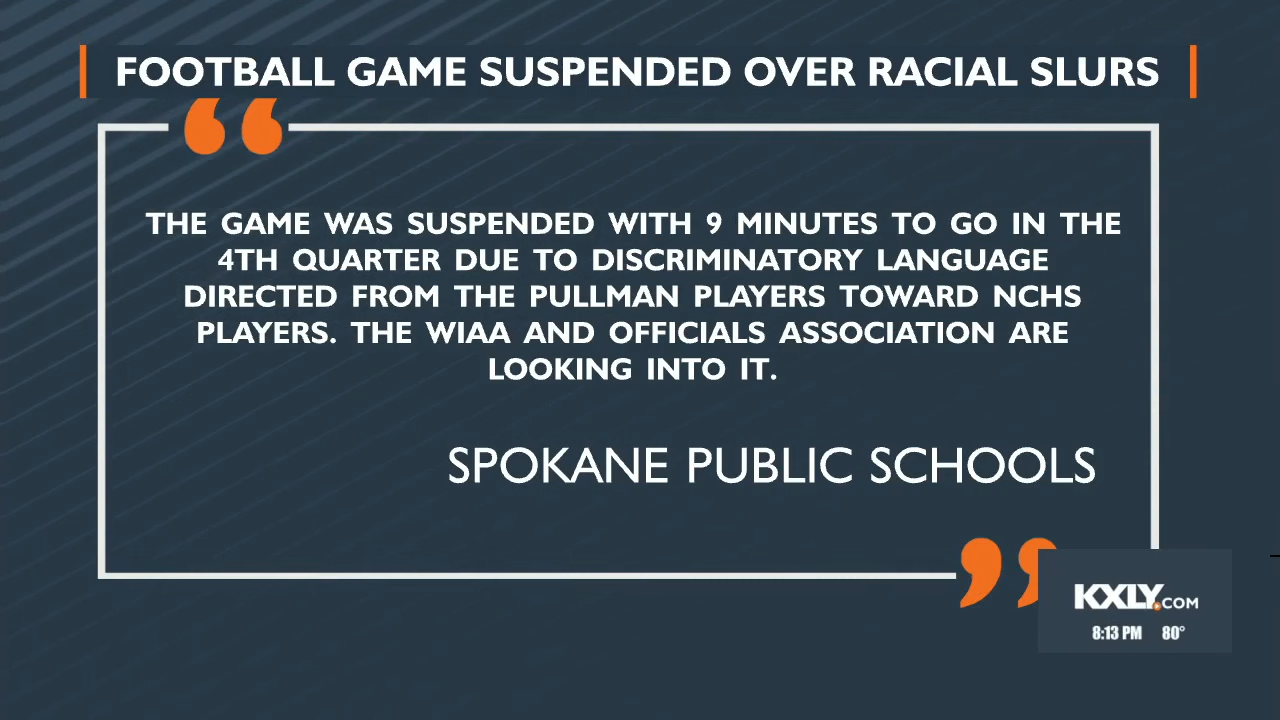 FOOTBALL GAME SUSPENDED OVER RACIAL SLURS
THE GAME WAS SUSPENDED WITH 9 MINUTES TO GO IN THE
4TH QUARTER DUE TO DISCRIMINATORY LANGUAGE
DIRECTED FROM THE PULLMAN PLAYERS TOWARD NCHS
PLAYERS. THE WIAA AND OFFICIALS ASSOCIATION ARE
LOOKING INTO IT.
SPOKANE PUBLIC SCHOOLS
KXLY.COM
8:13 PM 80°